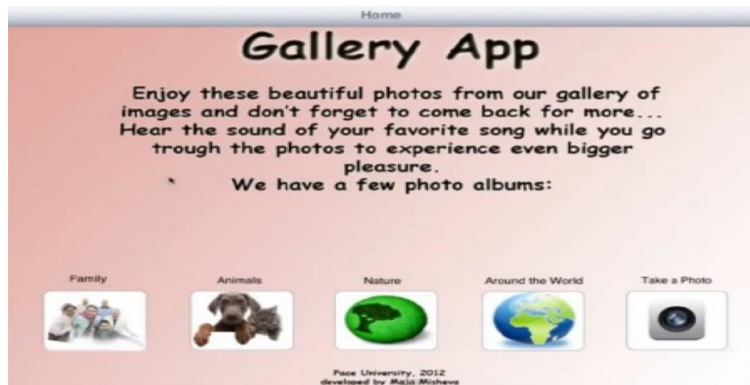 Home
Gallery App
Enjoy these beautiful photos from our gallery of
images and don't forget to come back for more...
Hear the sound of your favorite song while you go
trough the photos to experience even bigger
pleasure.
We have a few photo albums:
Family
Animals
Nature
Around the World
Take a Photo
Pace University, 2012
developed by Maja Misheva